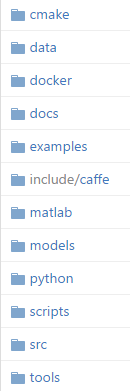 cmake
data
docker
docs
examples
include/caffe
matlab
models
python
scripts
src
tools